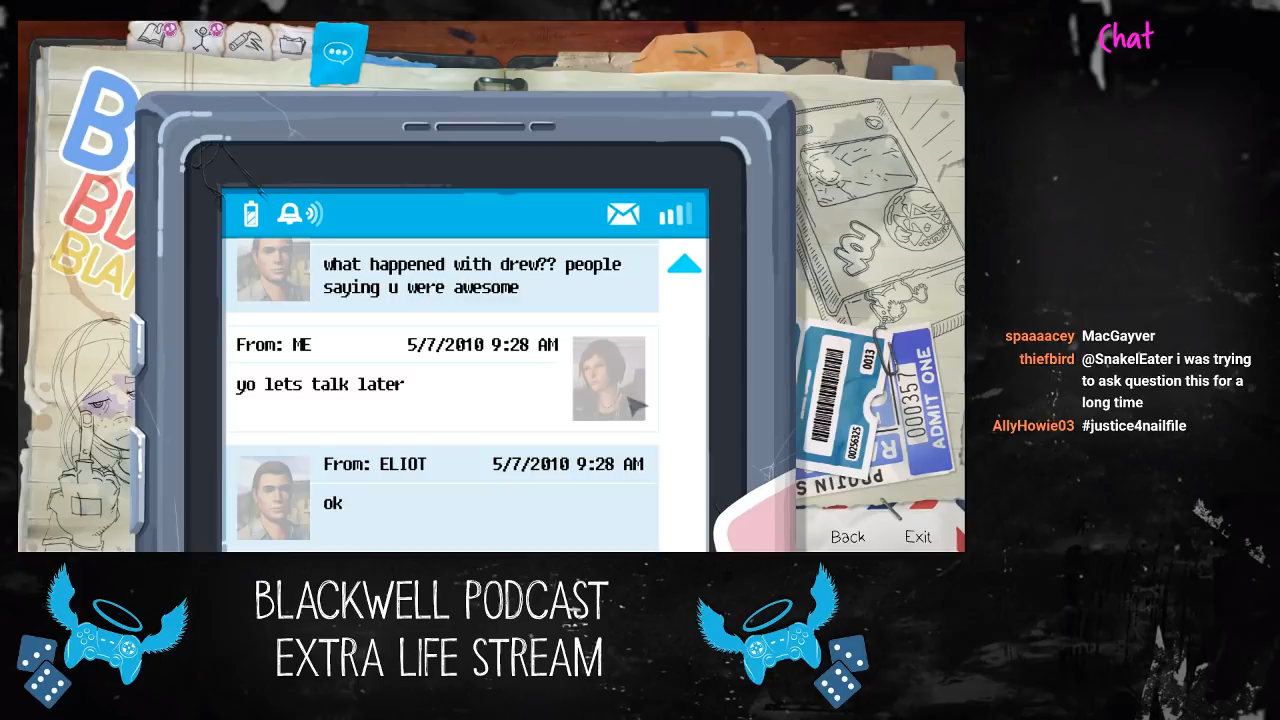 Chat
what happened with drew?? people
saying u were awesome
From: ME 5/7/2010 9:28 AM
yo lets talk later
From: ELIOT 5/7/2010 9:28 AM
ok
0013
00256325
000357
ADMIT ONE
Back Exit
spaaaacey MacGayver
thiefbird @SnakelEater i was trying
to ask question this for a
long time
AllyHowie03 #justice4nailfile
BLACKWELL PODCAST
EXTRA LIFE STREAM